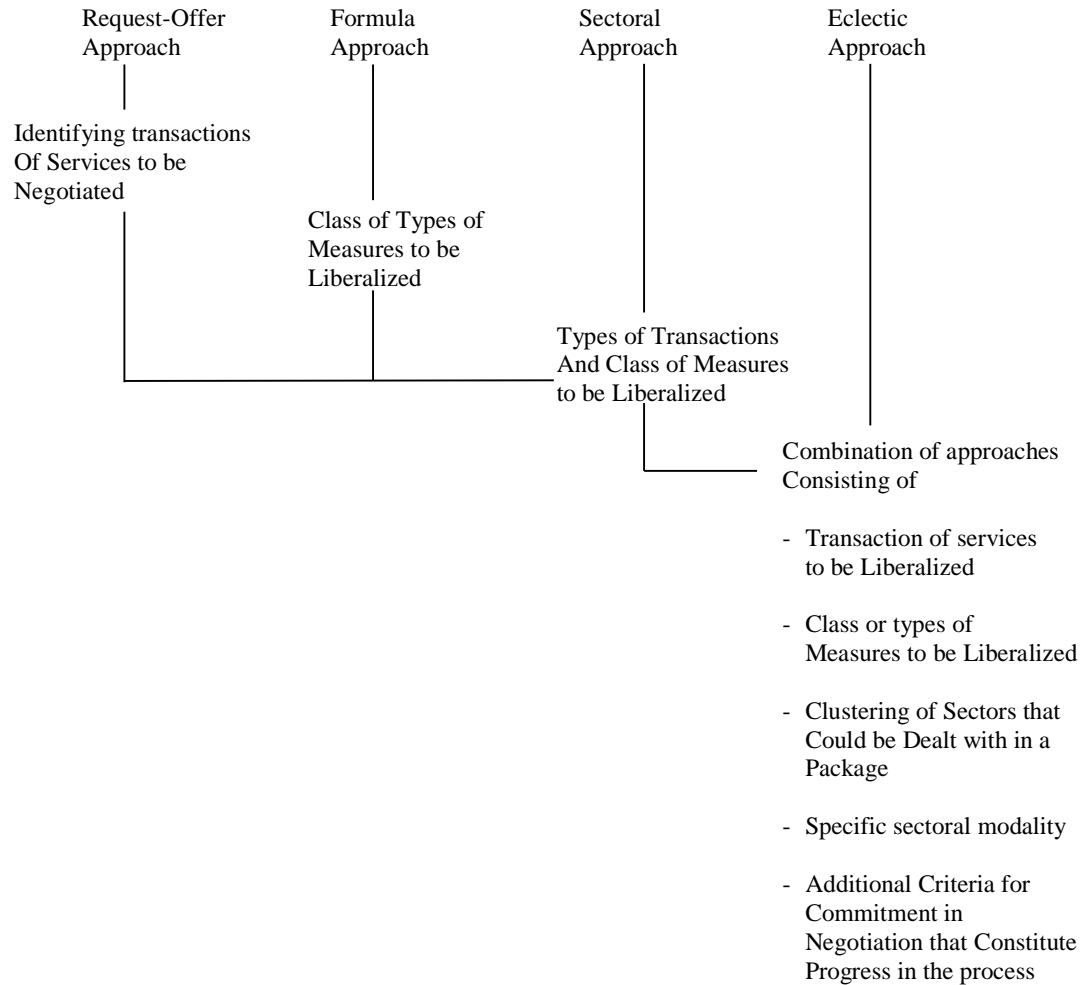 Request-Offer
Approach
Formula
Approach
Sectoral
Approach
Eclectic
Approach
Identifying transactions
Of Services to be
Negotiated
Class of Types of
Measures to be
Liberalized
Types of Transactions
And Class of Measures
to be Liberalized
Combination of approaches
Consisting of
- Transaction of services
to be Liberalized
- Class or types of
Measures to be Liberalized
- Clustering of Sectors that
Could be Dealt with in a
Package
- Specific sectoral modality
- Additional Criteria for
Commitment in
Negotiation that Constitute
Progress in the process